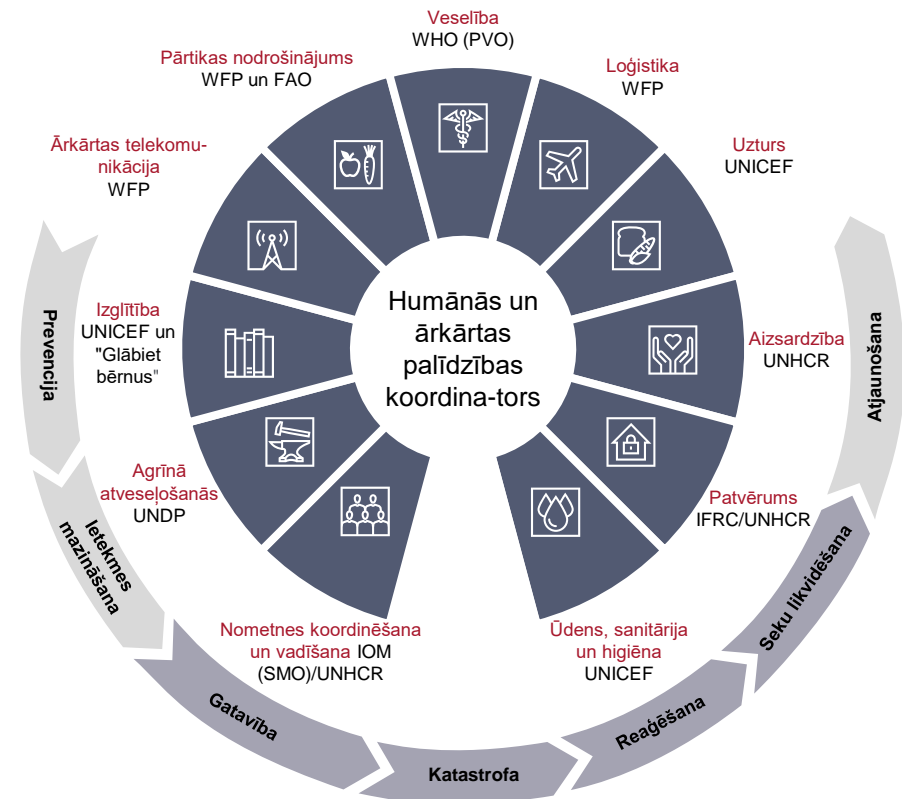 Veselība
WHO (PVO)
Loģistika
WFP
Uzturs
UNICEF
Aizsardzība
UNHCR
Patvērums
IFRC/UNHCR
Ūdens, sanitārija
un higiēna
UNICEF
Nometnes koordinēšana
un vadīšana IOM
(SMO)/UNHCR
Agrīnā
atveseļošanās
UNDP
Izglītība
UNICEF un
"Glābiet
bērnus"
Ārkārtas telekomu-
nikācija
WFP
Pārtikas nodrošinājums
WFP un FAO
Humānās un
ārkārtas
palīdzības
koordina-tors
Prevencija
Ietekmes
mazināšana
Gatavība
Katastrofa
Reaģēšana
Seku likvidēšana
Atjaunošana